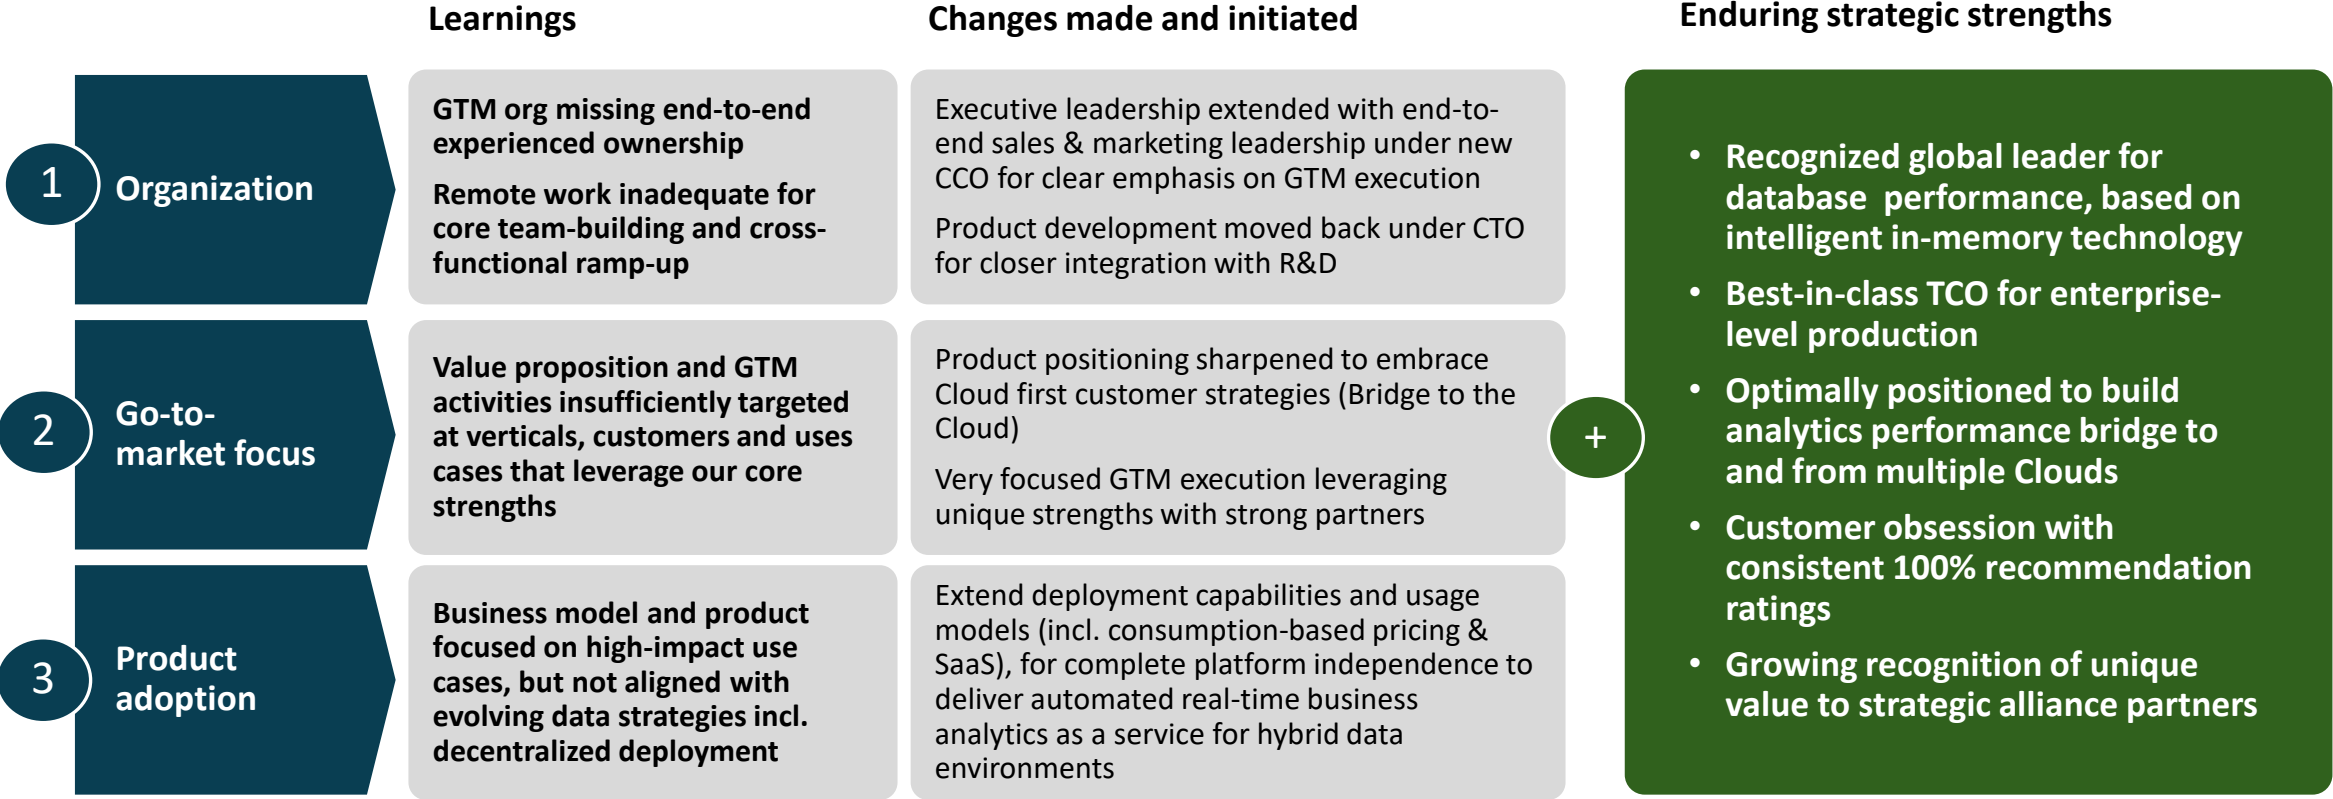 Learnings
Changes made and initiated
Enduring strategic strengths
1
Organization
GTM org missing end-to-end
experienced ownership
Remote work inadequate for
core team-building and cross-
functional ramp-up
Executive leadership extended with end-to-
end sales & marketing leadership under new
CCO for clear emphasis on GTM execution
Product development moved back under CTO
for closer integration with R&D
2
Go-to-
market focus
Value proposition and GTM
activities insufficiently targeted
at verticals, customers and uses
cases that leverage our core
strengths
Product positioning sharpened to embrace
Cloud first customer strategies (Bridge to the
Cloud)
Very focused GTM execution leveraging
unique strengths with strong partners
3
Product
adoption
Business model and product
focused on high-impact use
cases, but not aligned with
evolving data strategies incl.
decentralized deployment
Extend deployment capabilities and usage
models (incl. consumption-based pricing &
SaaS), for complete platform independence to
deliver automated real-time business
analytics as a service for hybrid data
environments
+
• Recognized global leader for
database performance, based on
intelligent in-memory technology
• Best-in-class TCO for enterprise-
level production
• Optimally positioned to build
analytics performance bridge to
and from multiple Clouds
• Customer obsession with
consistent 100% recommendation
ratings
• Growing recognition of unique
value to strategic alliance partners